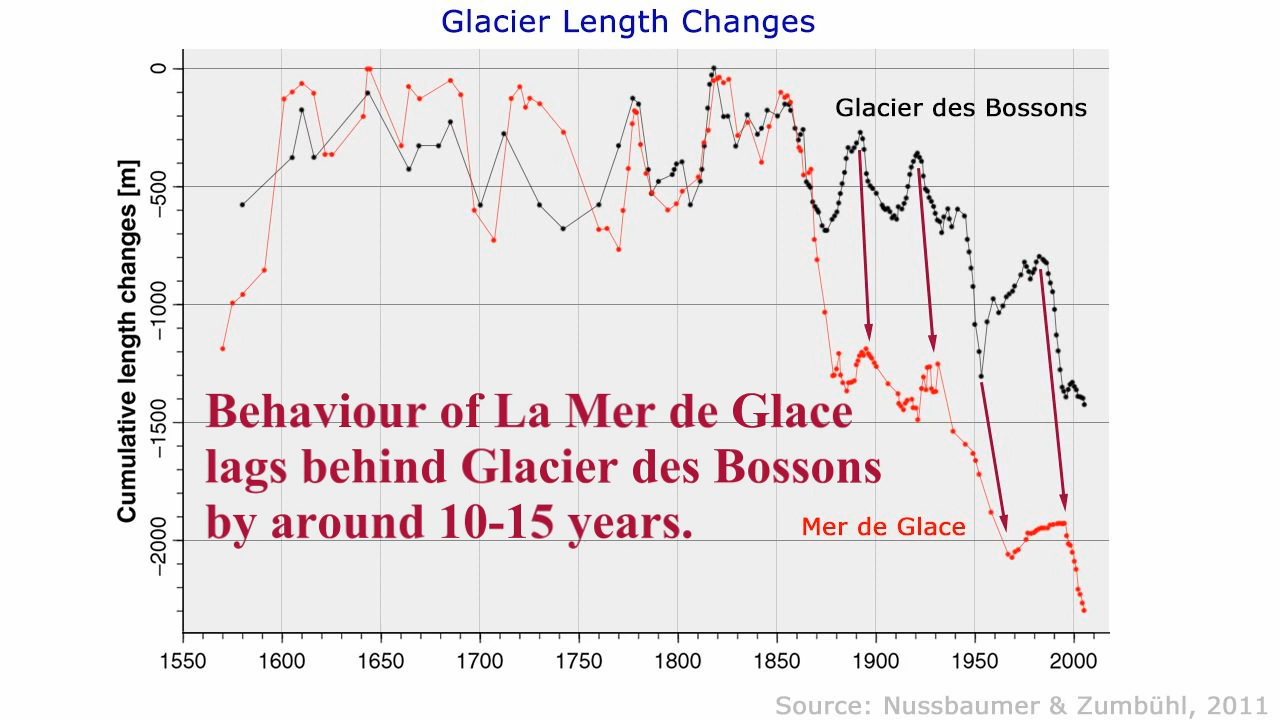 Glacier Length Changes
Cumulative length changes [m]
0
−500
−1000
−1500
−2000
Glacier des Bossons
Behaviour of La Mer de Glace
lags behind Glacier des Bossons
by around 10-15 years.
Mer de Glace
1550 1600 1650 1700 1750 1800 1850 1900 1950 2000
Source: Nussbaumer & Zumbühl, 2011